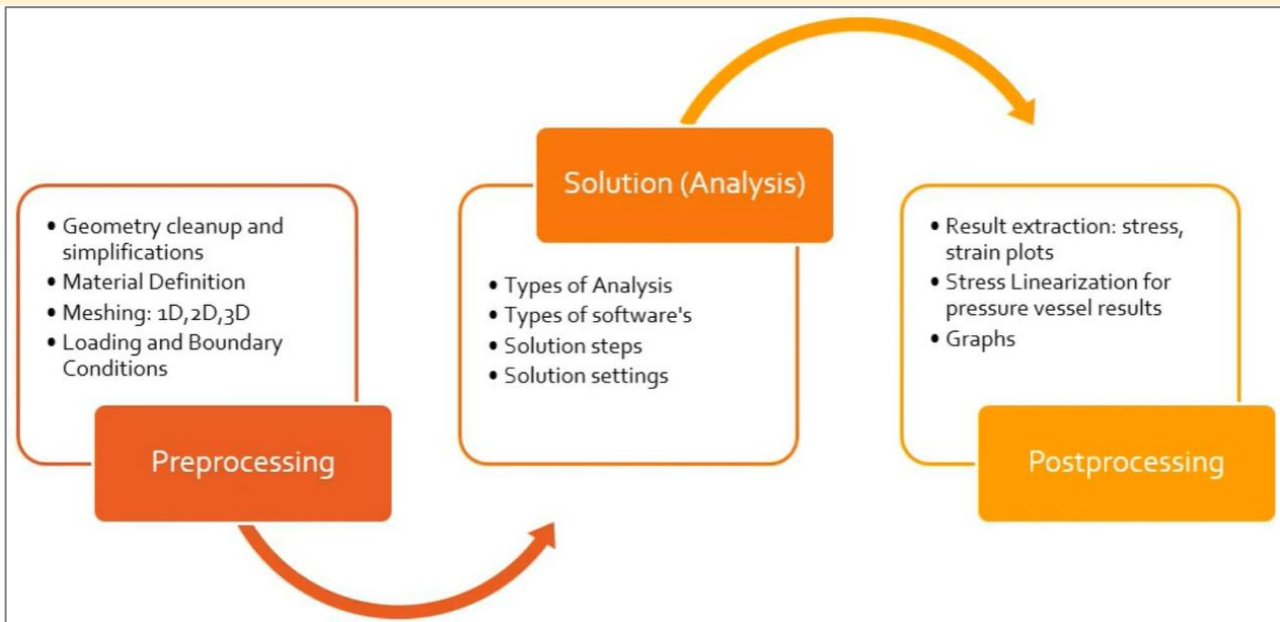 • Geometry cleanup and
simplifications
• Material Definition
• Meshing: 1D,2D,3D
• Loading and Boundary
Conditions
Preprocessing
Solution (Analysis)
• Types of Analysis
• Types of software's
• Solution steps
• Solution settings
• Result extraction: stress,
strain plots
• Stress Linearization for
pressure vessel results
• Graphs
Postprocessing